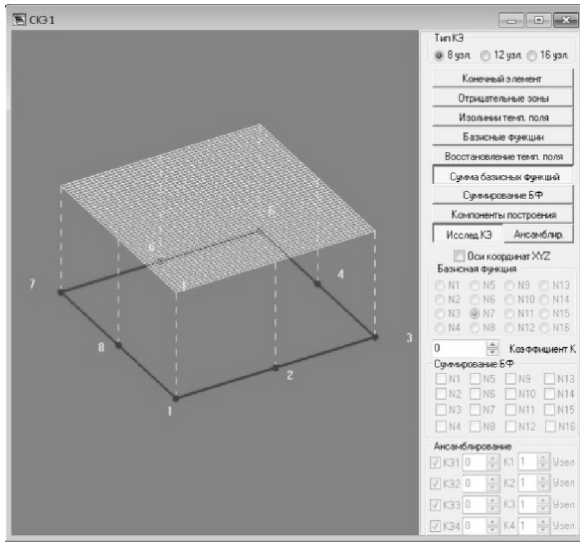 СКЭ1
Тип КЭ
8 узл. 12 узл. 16 узл.
Конечный элемент
Отрицательные зоны
Изолинии темп. поля
Базисные функции
Восстановление темп. поля
Сумма базисных функций
Суммирование БФ
Компоненты построения
Исслед.КЭ Ансамблир.
Оси координат XYZ
Базисная функция
N1 N5 N9 N13
N2 N6 N10 N14
N3 N7 N11 N15
N4 N8 N12 N16
0 Коэффициент К
Суммирование БФ
N1 N5 N9 N13
N2 N6 N10 N14
N3 N7 N11 N15
N4 N8 N12 N16
Ансамблирование
КЭ1 0 К1 1 Узел
КЭ2 0 К2 1 Узел
КЭ3 0 К3 1 Узел
КЭ4 0 К4 1 Узел
6
7
4
8
3
2
1